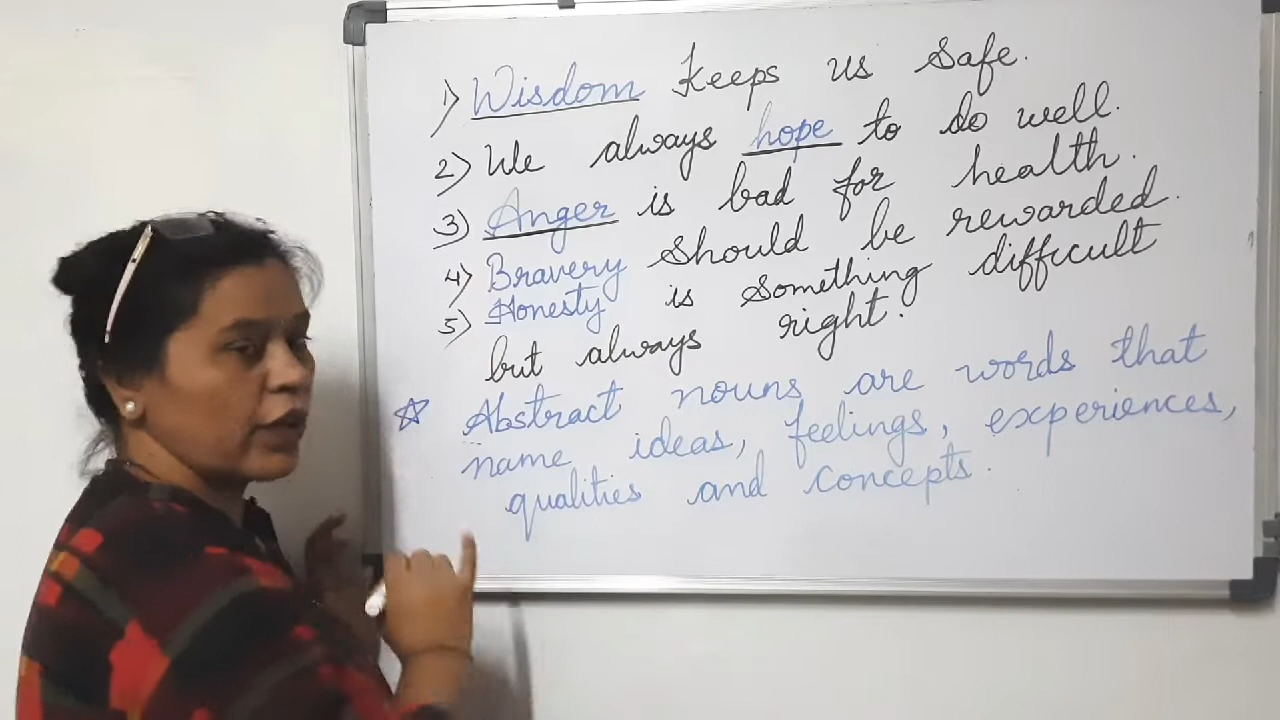 1) Wisdom keeps us safe.
2) We always hope to do well.
3) Anger is bad for health.
4) Bravery should be rewarded.
5) Honesty is something difficult
but always right.
☆ Abstract nouns are words that
name ideas, feelings, experiences,
qualities and concepts.